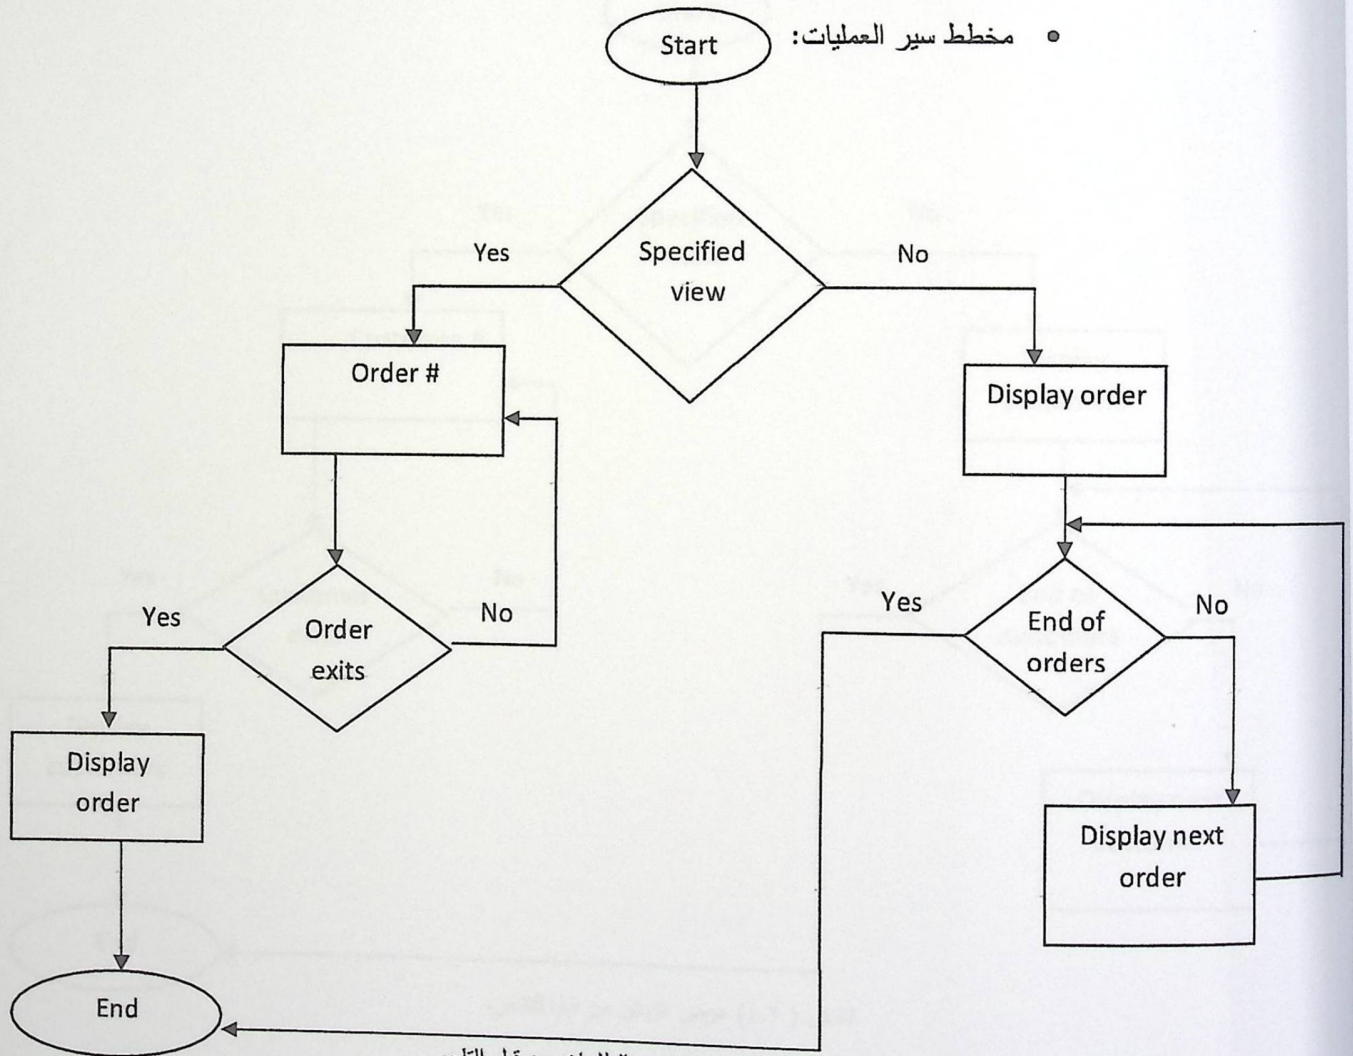 مخطط سير العمليات:
Start
Specified
view
Yes
No
Order #
Display order
Order
exits
Yes
No
End of
orders
Yes
No
Display
order
Display next
order
End